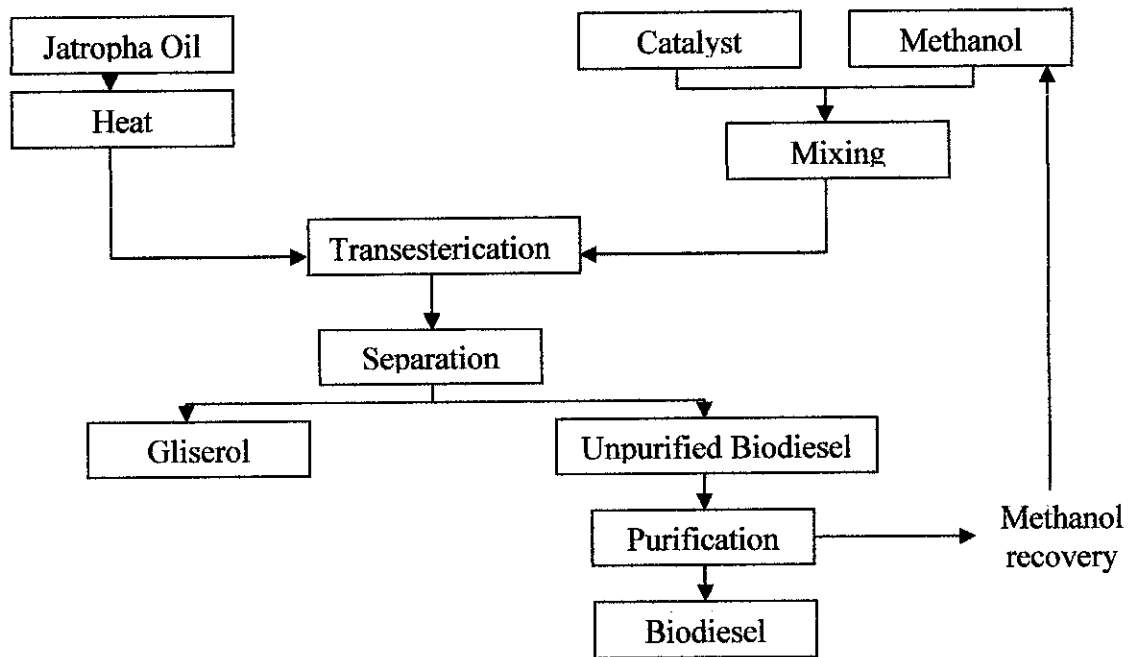 Jatropha Oil
Catalyst
Methanol
Heat
Mixing
Transesterication
Separation
Gliserol
Unpurified Biodiesel
Purification
Methanol
recovery
Biodiesel